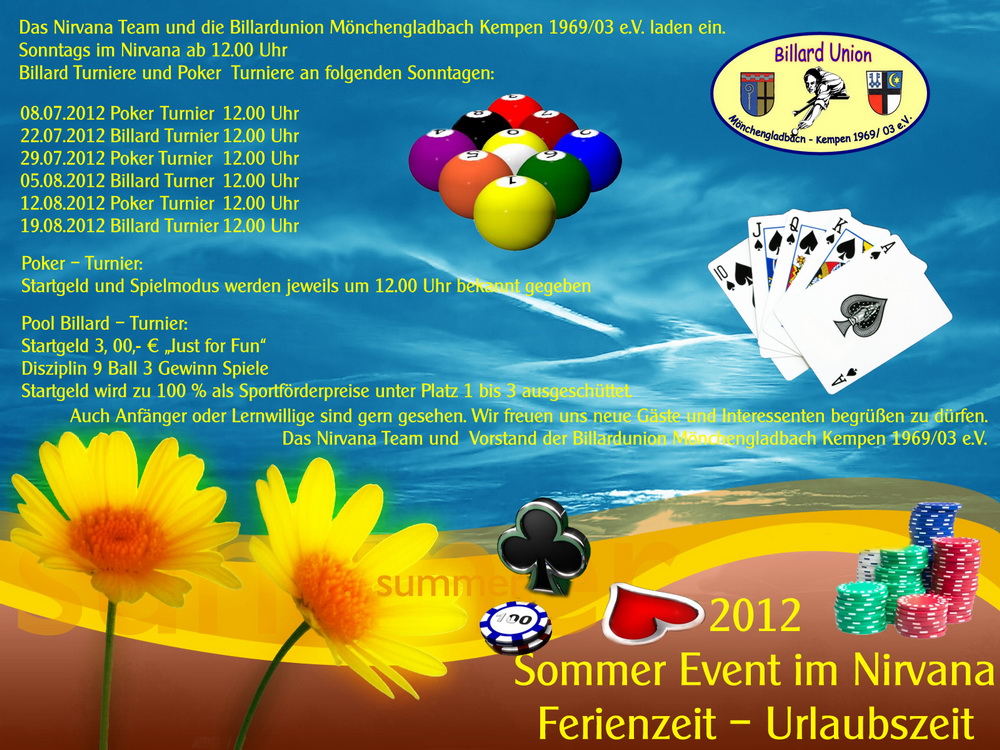 Das Nirvana Team und die Billardunion Mönchengladbach Kempen 1969/03 e.V. laden ein.
Sonntags im Nirvana ab 12.00 Uhr
Billard Turniere und Poker Turniere an folgenden Sonntagen:
Billard Union
Mönchengladbach - Kempen 1969/ 03 e.V.
08.07.2012 Poker Turnier 12.00 Uhr
22.07.2012 Billard Turnier 12.00 Uhr
29.07.2012 Poker Turnier 12.00 Uhr
05.08.2012 Billard Turner 12.00 Uhr
12.08.2012 Poker Turnier 12.00 Uhr
19.08.2012 Billard Turnier 12.00 Uhr
10 J Q K A
A
Poker – Turnier:
Startgeld und Spielmodus werden jeweils um 12.00 Uhr bekannt gegeben
Pool Billard – Turnier:
Startgeld 3, 00,- € „Just for Fun“
Disziplin 9 Ball 3 Gewinn Spiele
Startgeld wird zu 100 % als Sportförderpreise unter Platz 1 bis 3 ausgeschüttet.
Auch Anfänger oder Lernwillige sind gern gesehen. Wir freuen uns neue Gäste und Interessenten begrüßen zu dürfen.
Das Nirvana Team und Vorstand der Billardunion Mönchengladbach Kempen 1969/03 e.V.
summer
100
2012
Sommer Event im Nirvana
Ferienzeit – Urlaubszeit